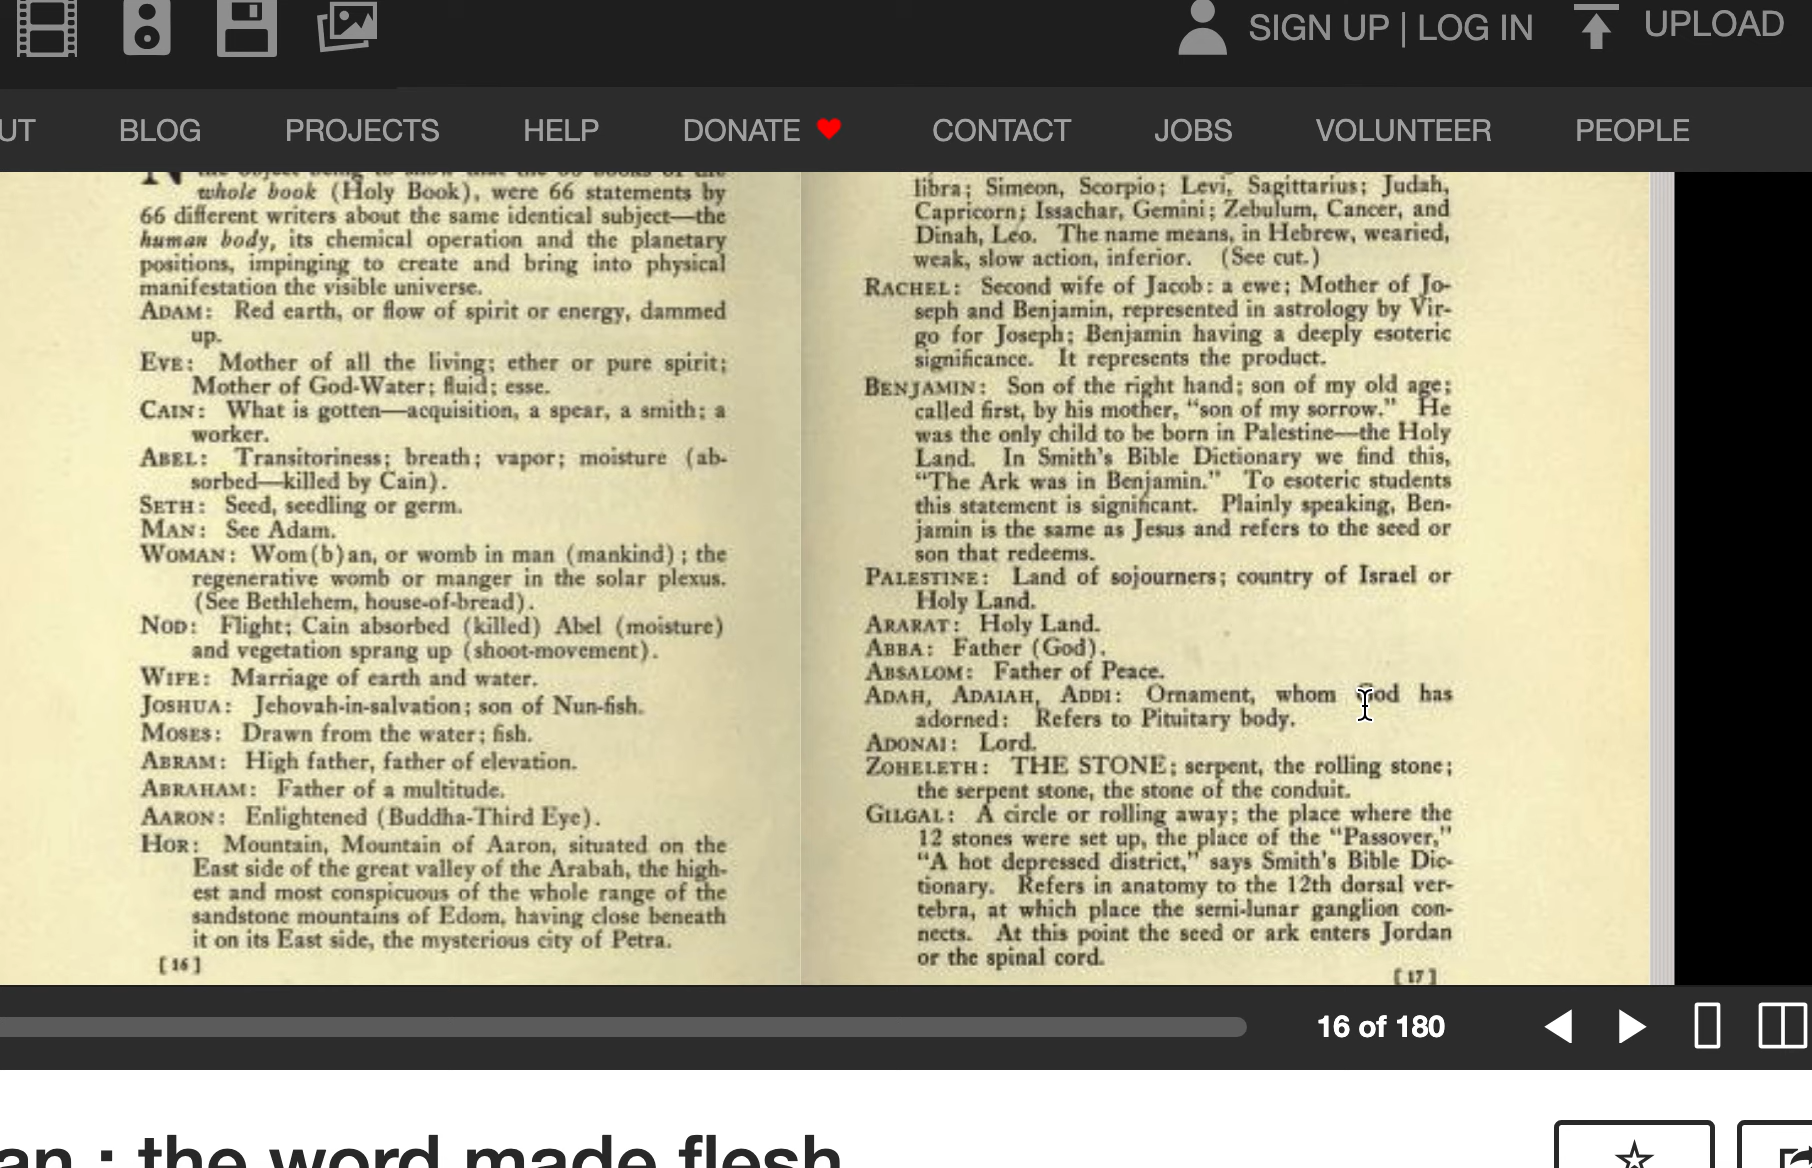 SIGN UP | LOG IN
UPLOAD
UT
BLOG
PROJECTS
HELP
DONATE
CONTACT
JOBS
VOLUNTEER
PEOPLE
whole book (Holy Book), were 66 statements by
66 different writers about the same identical subject—the
human body, its chemical operation and the planetary
positions, impinging to create and bring into physical
manifestation the visible universe.
ADAM: Red earth, or flow of spirit or energy, dammed
up.
EVE: Mother of all the living; ether or pure spirit;
Mother of God-Water; fluid; esse.
CAIN: What is gotten—acquisition, a spear, a smith; a
worker.
ABEL: Transitoriness; breath; vapor; moisture (ab-
sorbed—killed by Cain).
SETH: Seed, seedling or germ.
MAN: See Adam.
WOMAN: Wom(b)an, or womb in man (mankind); the
regenerative womb or manger in the solar plexus.
(See Bethlehem, house-of-bread).
NOD: Flight; Cain absorbed (killed) Abel (moisture)
and vegetation sprang up (shoot-movement).
WIFE: Marriage of earth and water.
JOSHUA: Jehovah-in-salvation; son of Nun-fish.
MOSES: Drawn from the water; fish.
ABRAM: High father, father of elevation.
ABRAHAM: Father of a multitude.
AARON: Enlightened (Buddha-Third Eye).
HOR: Mountain, Mountain of Aaron, situated on the
East side of the great valley of the Arabah, the high-
est and most conspicuous of the whole range of the
sandstone mountains of Edom, having close beneath
it on its East side, the mysterious city of Petra.
[16]
libra; Simeon, Scorpio; Levi, Sagittarius; Judah,
Capricorn; Issachar, Gemini; Zebulum, Cancer, and
Dinah, Leo. The name means, in Hebrew, wearied,
weak, slow action, inferior. (See cut.)
RACHEL: Second wife of Jacob: a ewe; Mother of Jo-
seph and Benjamin, represented in astrology by Vir-
go for Joseph; Benjamin having a deeply esoteric
significance. It represents the product.
BENJAMIN: Son of the right hand; son of my old age;
called first, by his mother, "son of my sorrow." He
was the only child to be born in Palestine—the Holy
Land. In Smith's Bible Dictionary we find this,
"The Ark was in Benjamin." To esoteric students
this statement is significant. Plainly speaking, Ben-
jamin is the same as Jesus and refers to the seed or
son that redeems.
PALESTINE: Land of sojourners; country of Israel or
Holy Land.
ARARAT: Holy Land.
ABBA: Father (God).
ABSALOM: Father of Peace.
ADAH, ADAIAH, ADDI: Ornament, whom God has
adorned: Refers to Pituitary body.
ADONAI: Lord.
ZOHELETH: THE STONE; serpent, the rolling stone;
the serpent stone, the stone of the conduit.
GILGAL: A circle or rolling away; the place where the
12 stones were set up, the place of the "Passover,"
"A hot depressed district," says Smith's Bible Dic-
tionary. Refers in anatomy to the 12th dorsal ver-
tebra, at which place the semi-lunar ganglion con-
nects. At this point the seed or ark enters Jordan
or the spinal cord.
[17]
16 of 180
an : the word made flesh